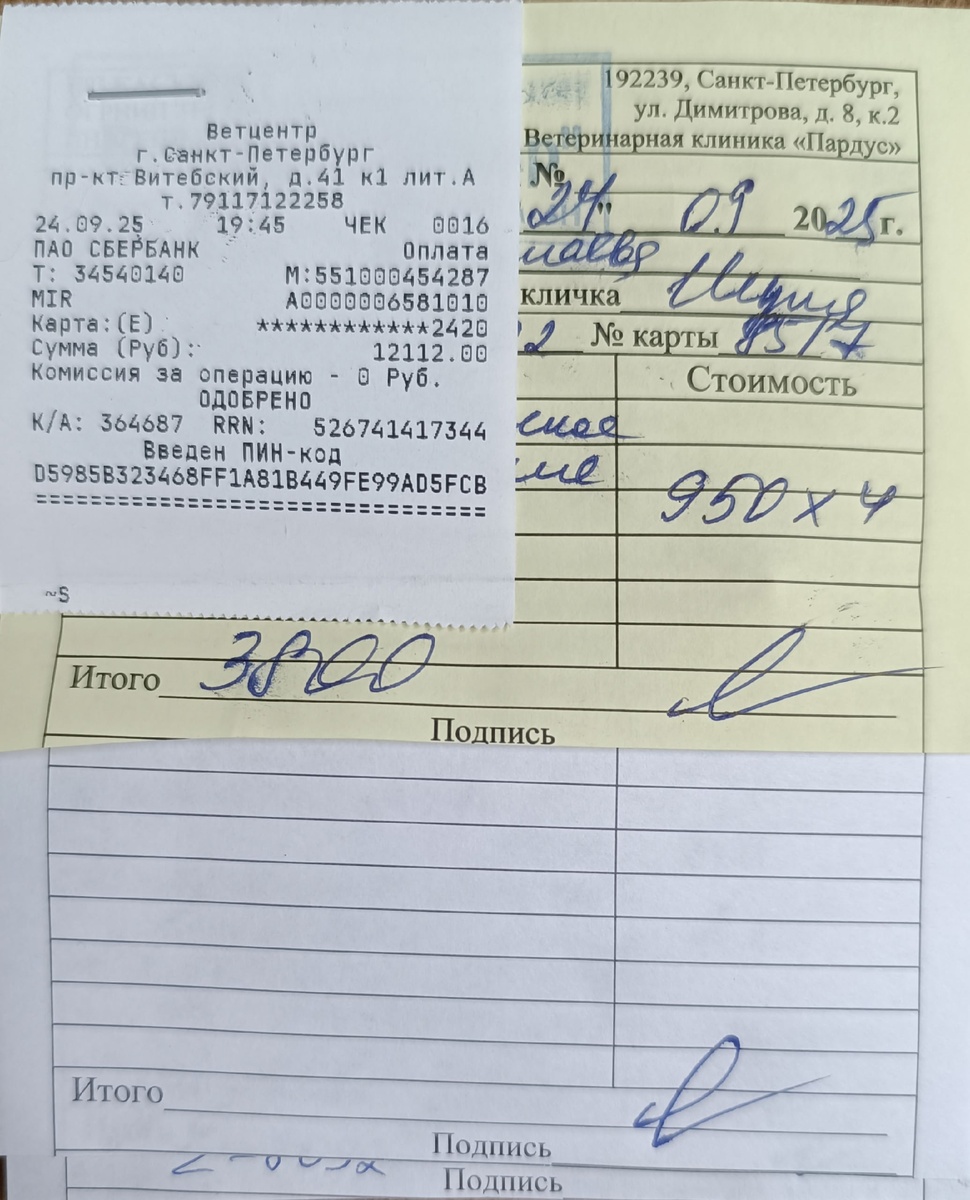 Ветцентр
г.Санкт-Петербург
пр-кт Витебский, д.41 к1 лит.А
т.79117122258
24.09.25 19:45 ЧЕК 0016
ПАО СБЕРБАНК Оплата
Т: 34540140 М:551000454287
MIR A0000006581010
Карта:(E) ************2420
Сумма (Руб): 12112.00
Комиссия за операцию - 0 Руб.
ОДОБРЕНО
К/А: 364687 RRN: 526741417344
Введен ПИН-код
D5985B323468FF1A81B449FE99AD5FCB
================================
~5
192239, Санкт-Петербург,
ул. Димитрова, д. 8, к.2
Ветеринарная клиника «Пардус»
№
24" 09 2025г.
кличка
2 № карты 8517
Стоимость
950 х 4
Итого 3800
Подпись
Итого
Подпись
Подпись